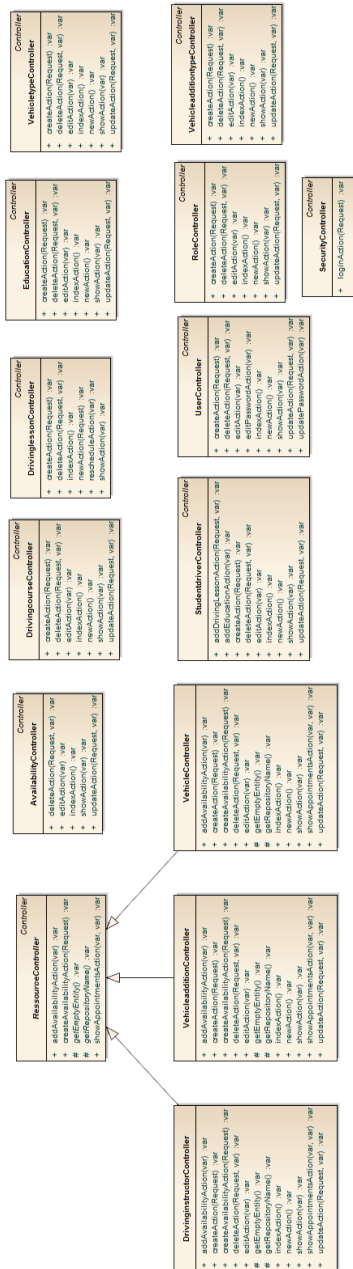 Controller
RessourceController
+ addAvailabilityAction(var) :var
+ createAvailabilityAction(Request) :var
# getEmptyEntity() :var
# getRepositoryName() :var
+ showAppointmentsAction(var, var) :var
Controller
AvailabilityController
+ deleteAction(Request, var) :var
+ editAction(var) :var
+ indexAction() :var
+ showAction(var) :var
+ updateAction(Request, var) :var
Controller
DrivingcourseController
+ createAction(Request) :var
+ deleteAction(Request, var) :var
+ editAction(var) :var
+ indexAction() :var
+ newAction() :var
+ showAction(var) :var
+ updateAction(Request, var) :var
Controller
DrivinglessonController
+ createAction(Request) :var
+ deleteAction(Request, var) :var
+ indexAction() :var
+ newAction(Request) :var
+ rescheduleAction(Request) :var
+ showAction(var) :var
Controller
EducationController
+ createAction(Request) :var
+ deleteAction(Request, var) :var
+ editAction(var) :var
+ indexAction() :var
+ newAction() :var
+ showAction(var) :var
+ updateAction(Request, var) :var
Controller
VehicletypeController
+ createAction(Request) :var
+ deleteAction(Request, var) :var
+ editAction(var) :var
+ indexAction() :var
+ newAction() :var
+ showAction(var) :var
+ updateAction(Request, var) :var
DrivinginstructorController
+ addAvailabilityAction(var) :var
+ createAction(Request) :var
+ createAvailabilityAction(Request) :var
+ deleteAction(Request, var) :var
+ editAction(var) :var
# getEmptyEntity() :var
# getRepositoryName() :var
+ indexAction() :var
+ newAction() :var
+ showAction(var) :var
+ showAppointmentsAction(var, var) :var
+ updateAction(Request, var) :var
VehicleadditionController
+ addAvailabilityAction(var) :var
+ createAction(Request) :var
+ createAvailabilityAction(Request) :var
+ deleteAction(Request, var) :var
+ editAction(var) :var
# getEmptyEntity() :var
# getRepositoryName() :var
+ indexAction() :var
+ newAction() :var
+ showAction(var) :var
+ showAppointmentsAction(var, var) :var
+ updateAction(Request, var) :var
VehicleController
+ addAvailabilityAction(var) :var
+ createAction(Request) :var
+ createAvailabilityAction(Request) :var
+ deleteAction(Request, var) :var
+ editAction(var) :var
# getEmptyEntity() :var
# getRepositoryName() :var
+ indexAction() :var
+ newAction() :var
+ showAction(var) :var
+ showAppointmentsAction(var, var) :var
+ updateAction(Request, var) :var
Controller
StudentdriverController
+ addDrivingLessonAction(Request) :var
+ addEducationAction(var) :var
+ createAction(Request) :var
+ deleteAction(Request, var) :var
+ editAction(var) :var
+ indexAction() :var
+ newAction() :var
+ showAction(var) :var
+ updateAction(Request, var) :var
Controller
UserController
+ createAction(Request) :var
+ deleteAction(Request, var) :var
+ editAction(var) :var
+ editPasswordAction(var) :var
+ indexAction() :var
+ newAction() :var
+ showAction(var) :var
+ updateAction(Request, var) :var
+ updatePasswordAction(var) :var
Controller
RoleController
+ createAction(Request) :var
+ deleteAction(Request, var) :var
+ editAction(var) :var
+ indexAction() :var
+ newAction() :var
+ showAction(var) :var
+ updateAction(Request, var) :var
Controller
VehicleadditiontypeController
+ createAction(Request) :var
+ deleteAction(Request, var) :var
+ editAction(var) :var
+ indexAction() :var
+ newAction() :var
+ showAction(var) :var
+ updateAction(Request, var) :var
Controller
SecurityController
+ loginAction(Request) :var